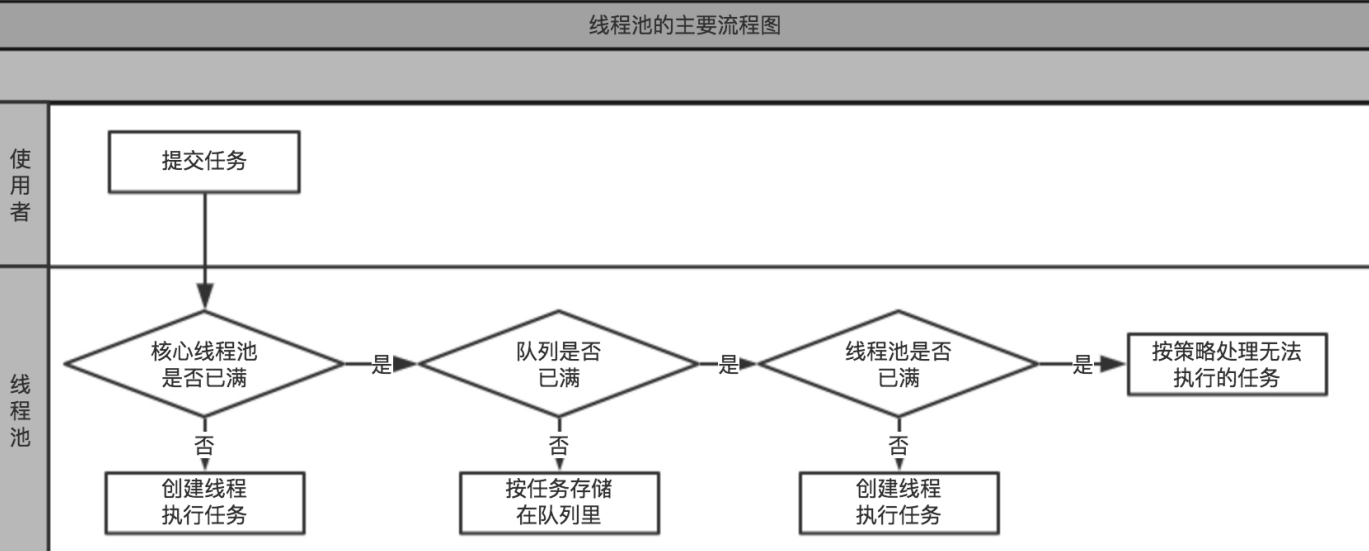 线程池的主要流程图
使用者
提交任务
线程池
核心线程池
是否已满
是
队列是否
已满
是
线程池是否
已满
是
按策略处理无法
执行的任务
否
否
否
创建线程
执行任务
按任务存储
在队列里
创建线程
执行任务